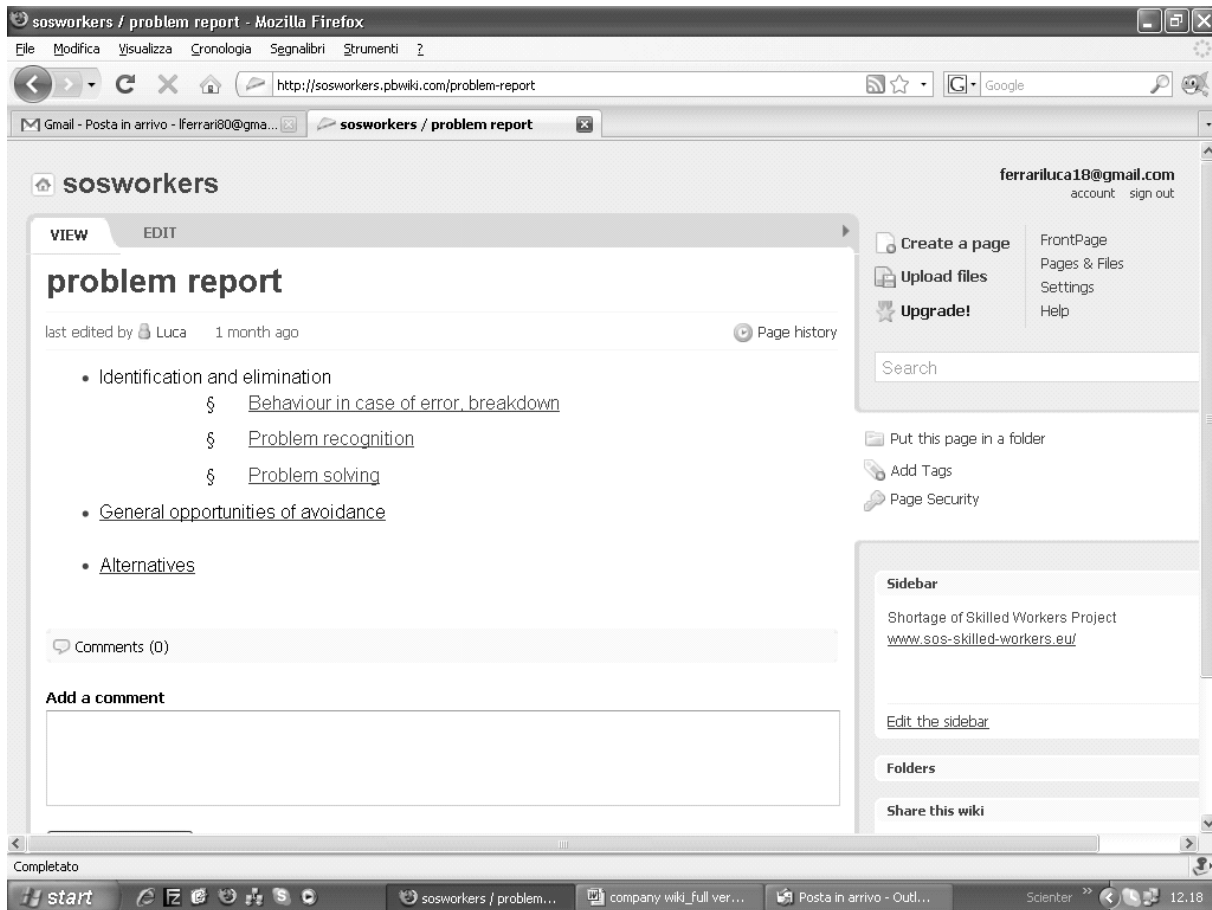 sosworkers / problem report - Mozilla Firefox
File Modifica Visualizza Cronologia Segnalibri Strumenti ?
http://sosworkers.pbwiki.com/problem-report
G Google
Gmail - Posta in arrivo - lferrari80@gma...
sosworkers / problem report
sosworkers
ferrariluca18@gmail.com
account sign out
VIEW EDIT
problem report
last edited by Luca 1 month ago
Page history
• Identification and elimination
§ Behaviour in case of error, breakdown
§ Problem recognition
§ Problem solving
• General opportunities of avoidance
• Alternatives
Comments (0)
Add a comment
Create a page
Upload files
Upgrade!
FrontPage
Pages & Files
Settings
Help
Search
Put this page in a folder
Add Tags
Page Security
Sidebar
Shortage of Skilled Workers Project
www.sos-skilled-workers.eu/
Edit the sidebar
Folders
Share this wiki
Completato
start
sosworkers / problem...
company wiki_full ver...
Posta in arrivo - Outl...
Scienter »
12.18